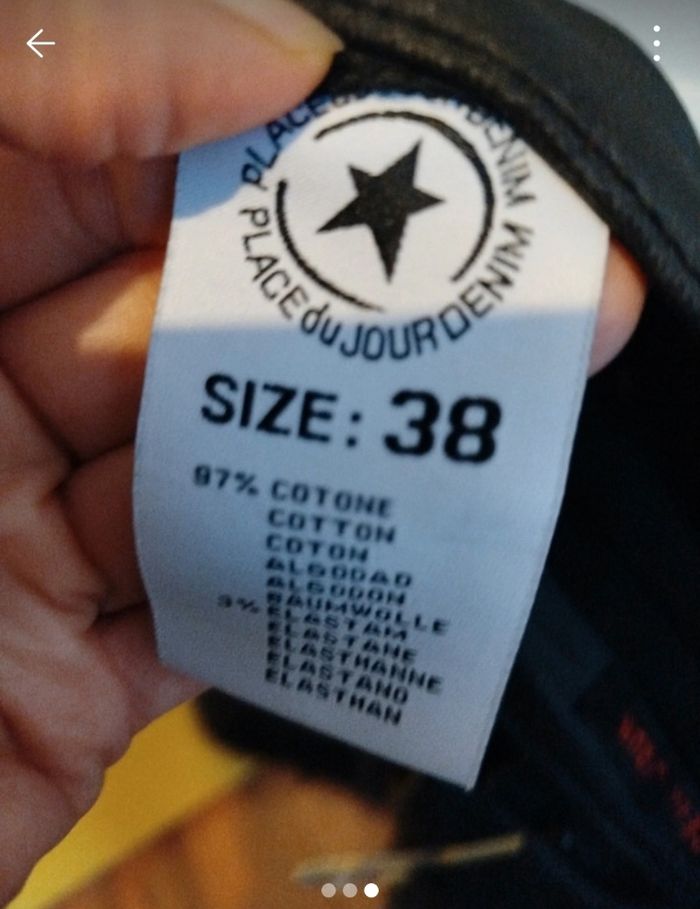 PLACE du JOUR DENIM
PLACE du JOUR DENIM
SIZE: 38
97% COTONE
COTTON
COTON
ALGODAO
ALGODON
BAUMWOLLE
3% ELASTAM
ELASTANE
ELASTHANNE
ELASTANO
ELASTHAN